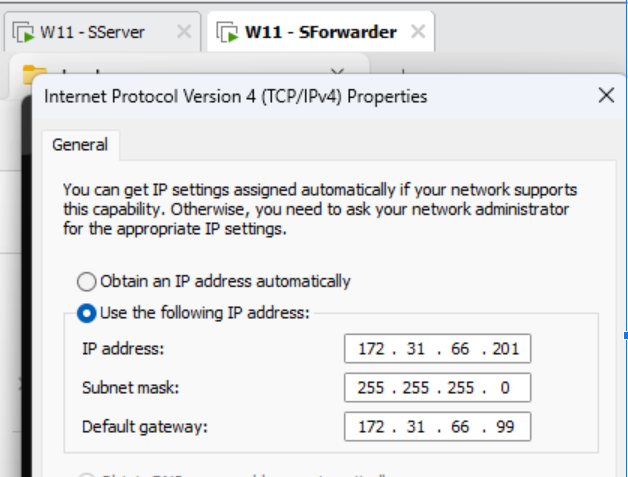 W11 - SServer
W11 - SForwarder
Internet Protocol Version 4 (TCP/IPv4) Properties
General
You can get IP settings assigned automatically if your network supports
this capability. Otherwise, you need to ask your network administrator
for the appropriate IP settings.
Obtain an IP address automatically
Use the following IP address:
IP address: 172 . 31 . 66 . 201
Subnet mask: 255 . 255 . 255 . 0
Default gateway: 172 . 31 . 66 . 99